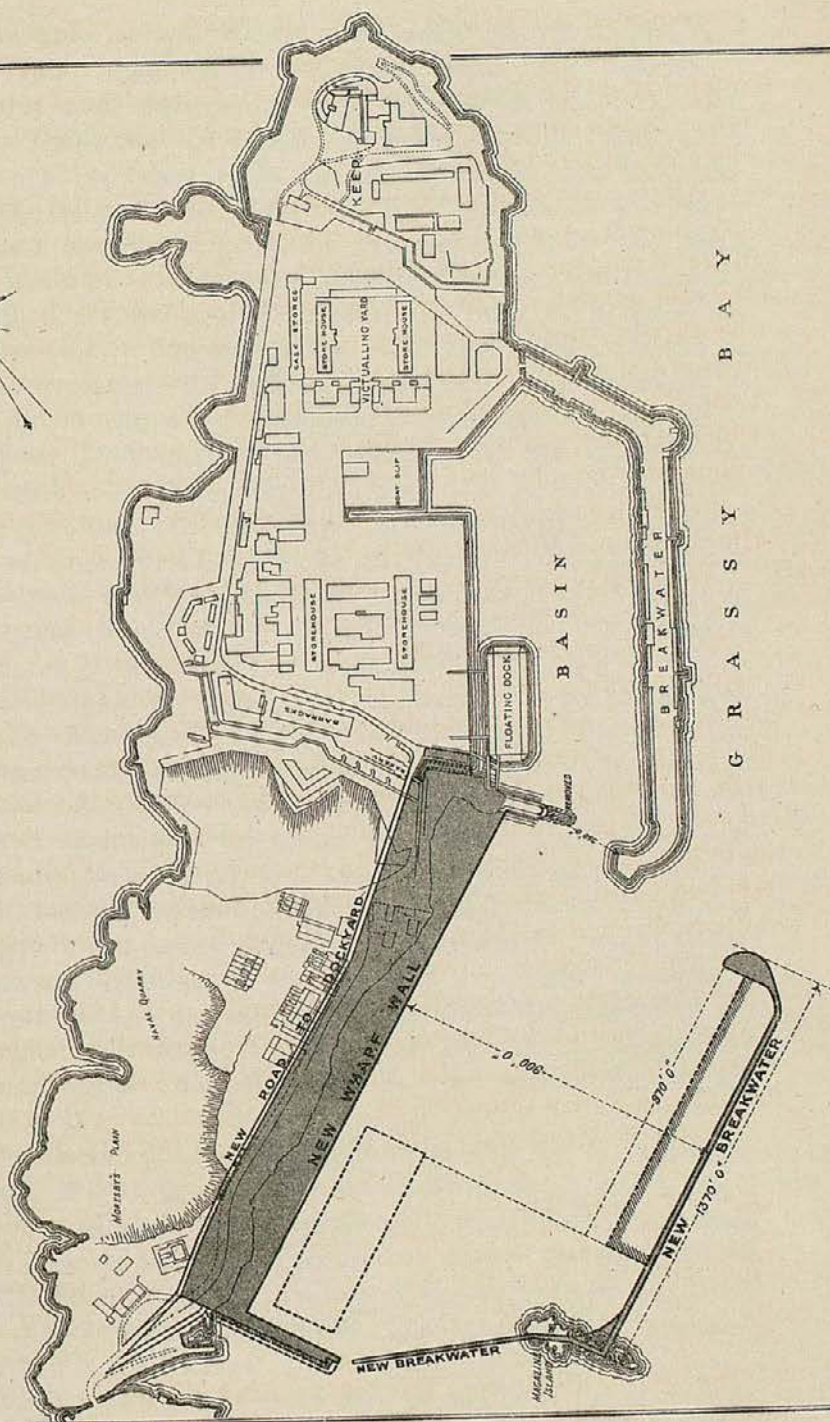 KEEP
CASK STORES
STORE HOUSE
VICTUALLING YARD
STORE HOUSE
BOAT SLIP
GRASSY BAY
BASIN
BREAKWATER
STOREHOUSE
STOREHOUSE
FLOATING DOCK
BARRACKS
REMOVED
NAVAL QUARRY
MORESBY'S PLAIN
NEW ROAD TO DOCKYARD
NEW WHARF WALL
900' 0"
970' 0"
NEW BREAKWATER
1370' 0"
NEW BREAKWATER
MAGAZINE
ISLAND